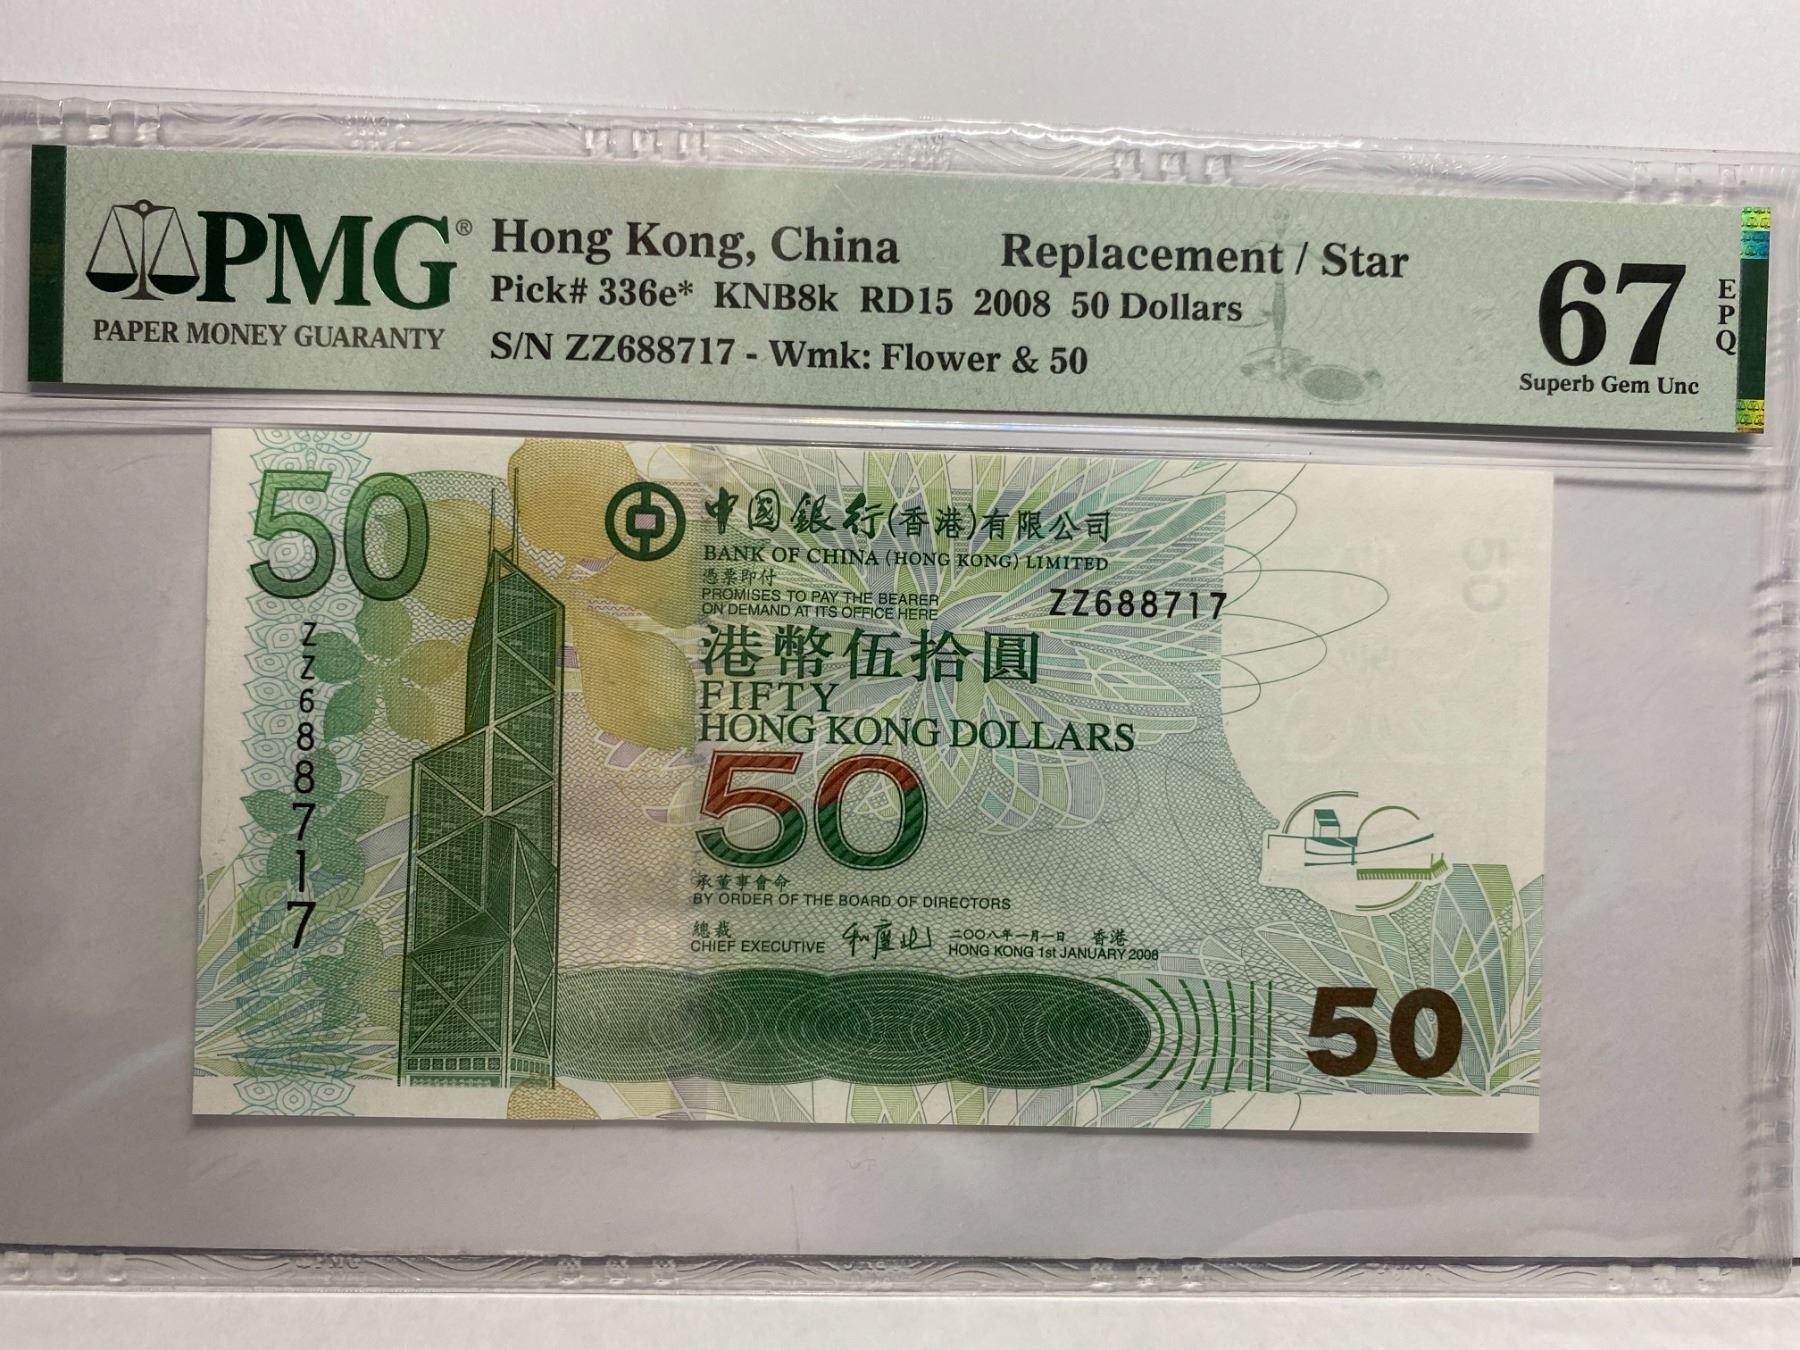 PMG®
PAPER MONEY GUARANTY
Hong Kong, China Replacement / Star
Pick# 336e* KNB8k RD15 2008 50 Dollars
S/N ZZ688717 - Wmk: Flower & 50
67
EPQ
Superb Gem Unc
50
中國銀行(香港)有限公司
BANK OF CHINA (HONG KONG) LIMITED
憑票即付
PROMISES TO PAY THE BEARER
ON DEMAND AT ITS OFFICE HERE
ZZ688717
ZZ688717
港幣伍拾圓
FIFTY
HONG KONG DOLLARS
50
承董事會命
BY ORDER OF THE BOARD OF DIRECTORS
總裁
CHIEF EXECUTIVE
二〇〇八年一月一日 香港
HONG KONG 1st JANUARY 2008
50
50